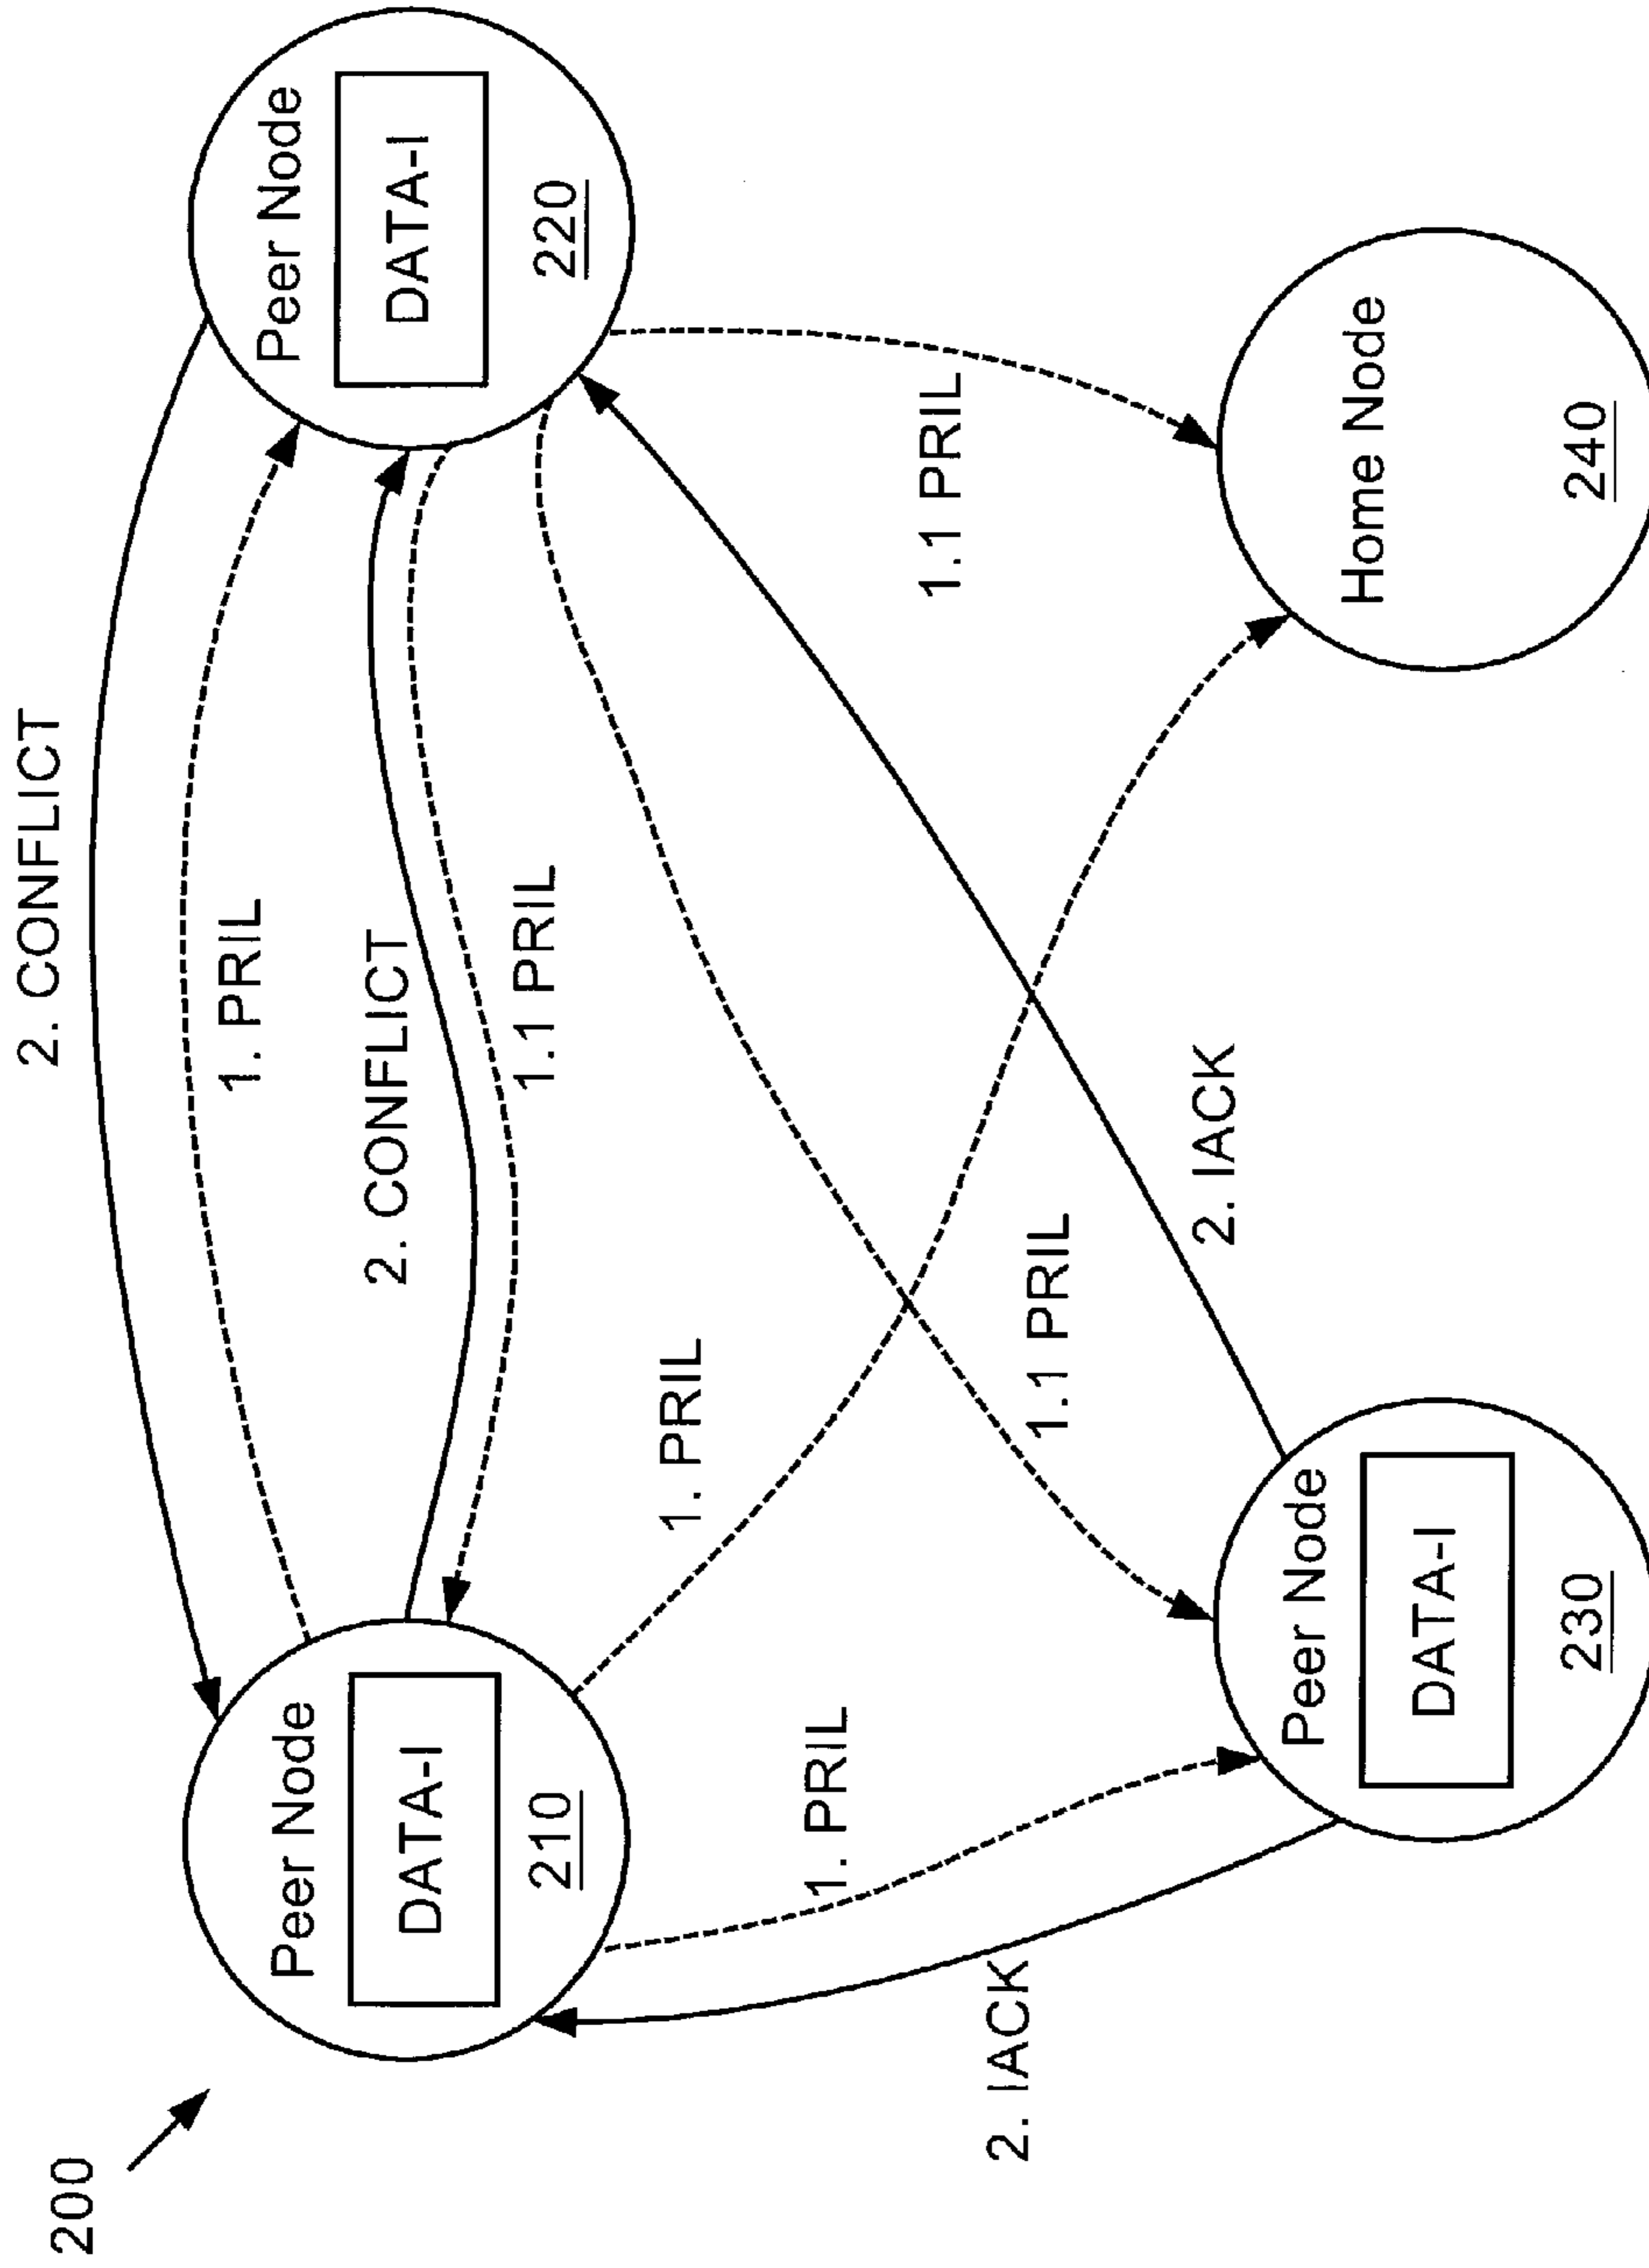 200
2. CONFLICT
1. PRIL
2. CONFLICT
1.1 PRIL
Peer Node
DATA-I
210
Peer Node
DATA-I
220
1. PRIL
1.1 PRIL
1. PRIL
1.1 PRIL
2. IACK
2. IACK
Peer Node
DATA-I
230
Home Node
240